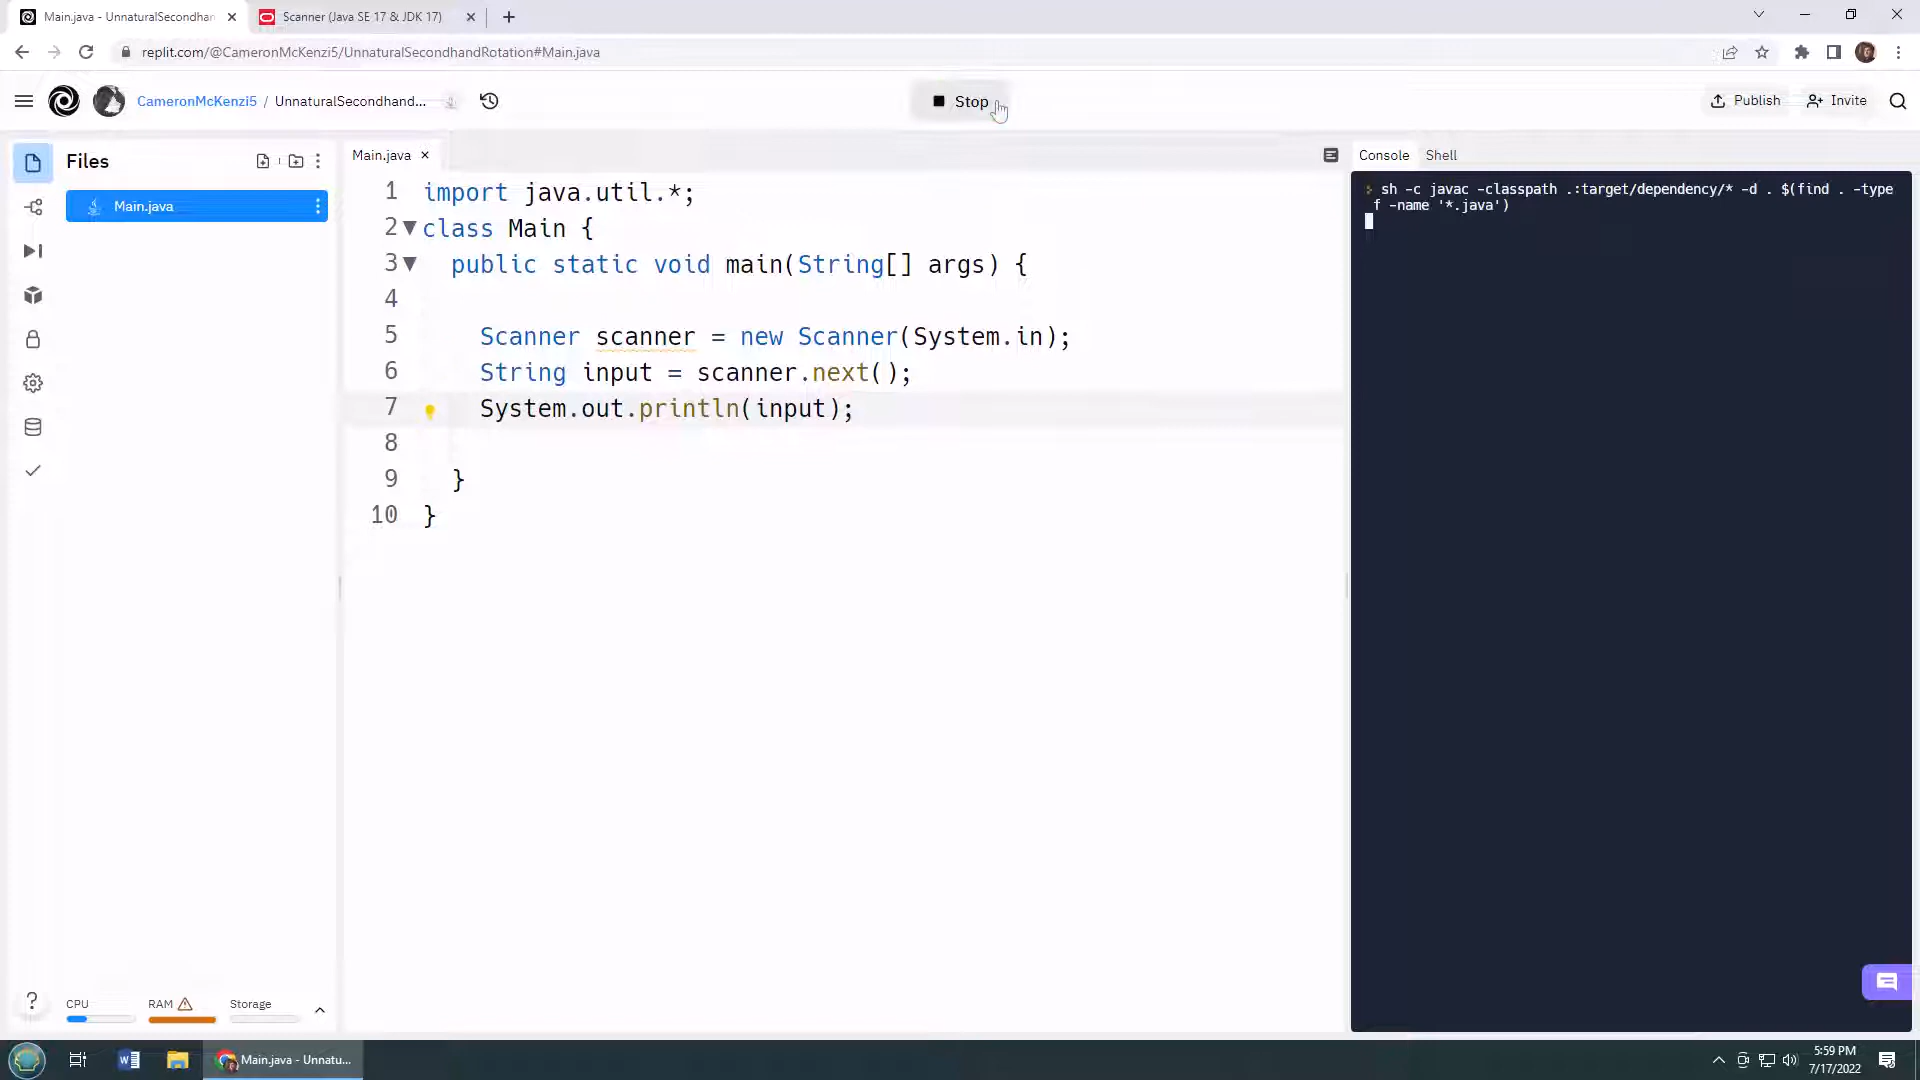 Main.java - UnnaturalSecondhan
Scanner (Java SE 17 & JDK 17)
replit.com/@CameronMcKenzi5/UnnaturalSecondhandRotation#Main.java
CameronMcKenzi5 / UnnaturalSecondhand...
Stop
Publish
Invite
Files
Main.java
Main.java
Console
Shell
1 import java.util.*;
2 class Main {
3 public static void main(String[] args) {
4
5 Scanner scanner = new Scanner(System.in);
6 String input = scanner.next();
7 System.out.println(input);
8
9 }
10 }
sh -c javac -classpath .:target/dependency/* -d . $(find . -type
f -name '*.java')
?
CPU
RAM
Storage
Main.java - Unnatu...
5:59 PM
7/17/2022